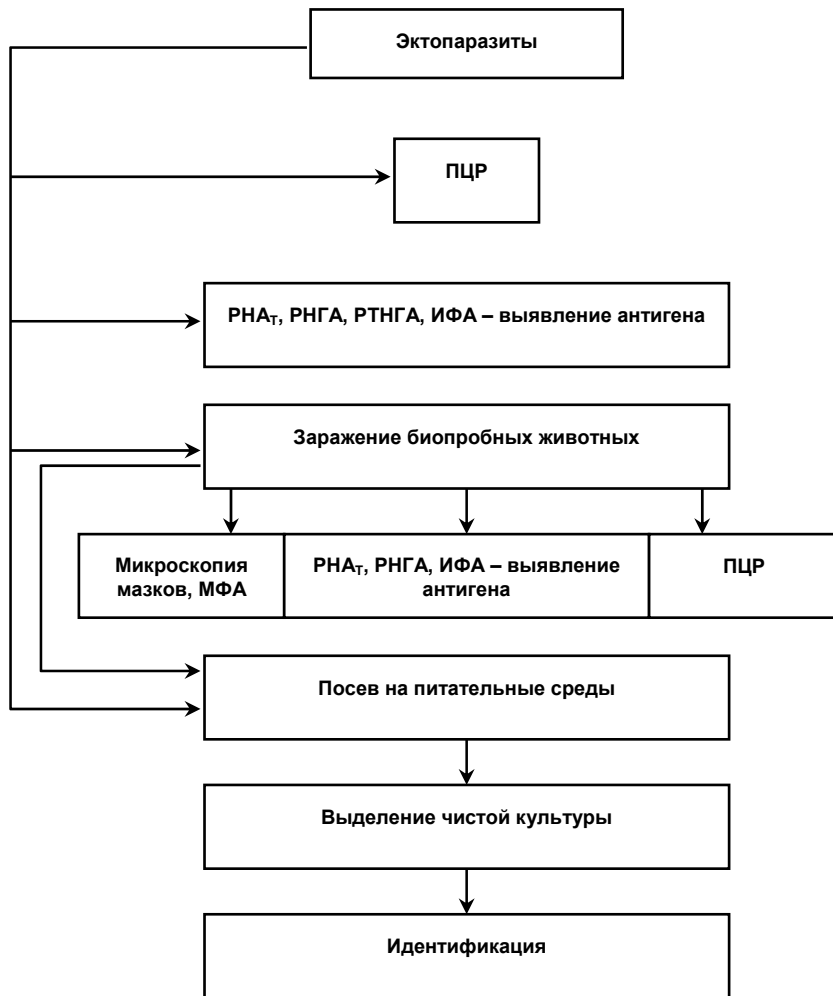 Эктопаразиты
ПЦР
РНАТ, РНГА, РТНГА, ИФА – выявление антигена
Заражение биопробных животных
Микроскопия
мазков, МФА
РНАТ, РНГА, ИФА – выявление
антигена
ПЦР
Посев на питательные среды
Выделение чистой культуры
Идентификация